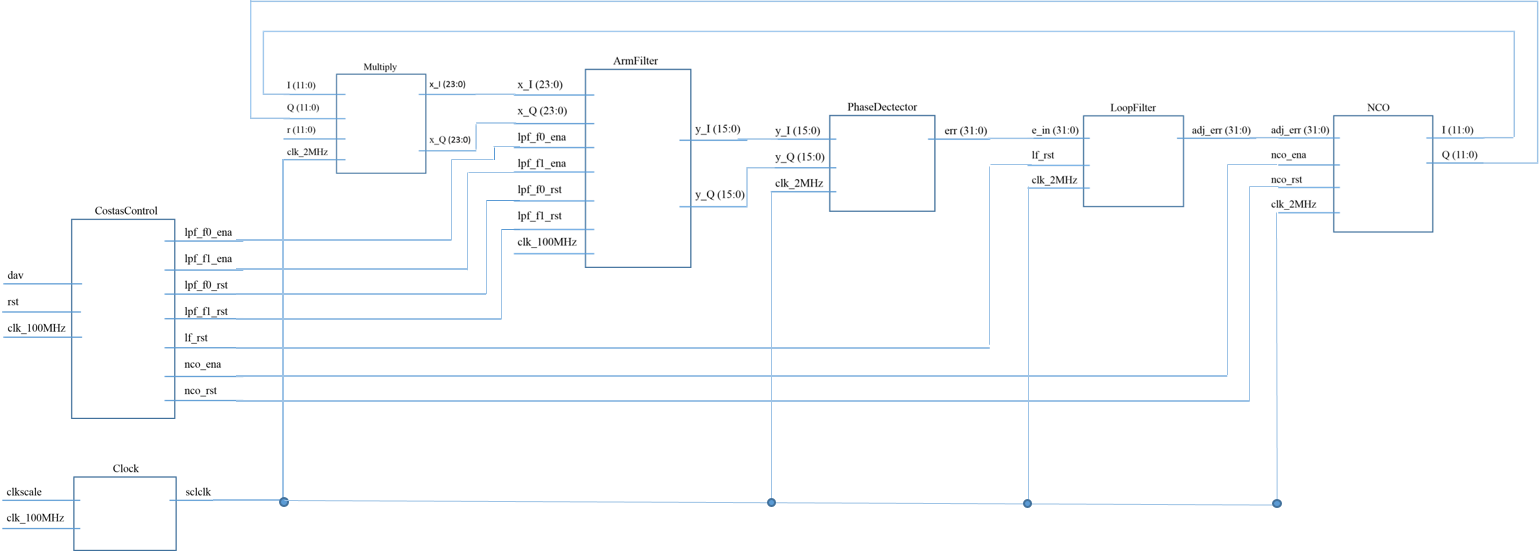 Multiply
I (11:0)
Q (11:0)
r (11:0)
clk_2MHz
x_I (23:0)
x_Q (23:0)
ArmFilter
x_I (23:0)
x_Q (23:0)
lpf_f0_ena
lpf_f1_ena
lpf_f0_rst
lpf_f1_rst
clk_100MHz
y_I (15:0)
y_Q (15:0)
PhaseDectector
y_I (15:0)
y_Q (15:0)
clk_2MHz
err (31:0)
LoopFilter
e_in (31:0)
lf_rst
clk_2MHz
adj_err (31:0)
NCO
adj_err (31:0)
nco_ena
nco_rst
clk_2MHz
I (11:0)
Q (11:0)
CostasControl
dav
rst
clk_100MHz
lpf_f0_ena
lpf_f1_ena
lpf_f0_rst
lpf_f1_rst
lf_rst
nco_ena
nco_rst
Clock
clkscale
clk_100MHz
sclclk